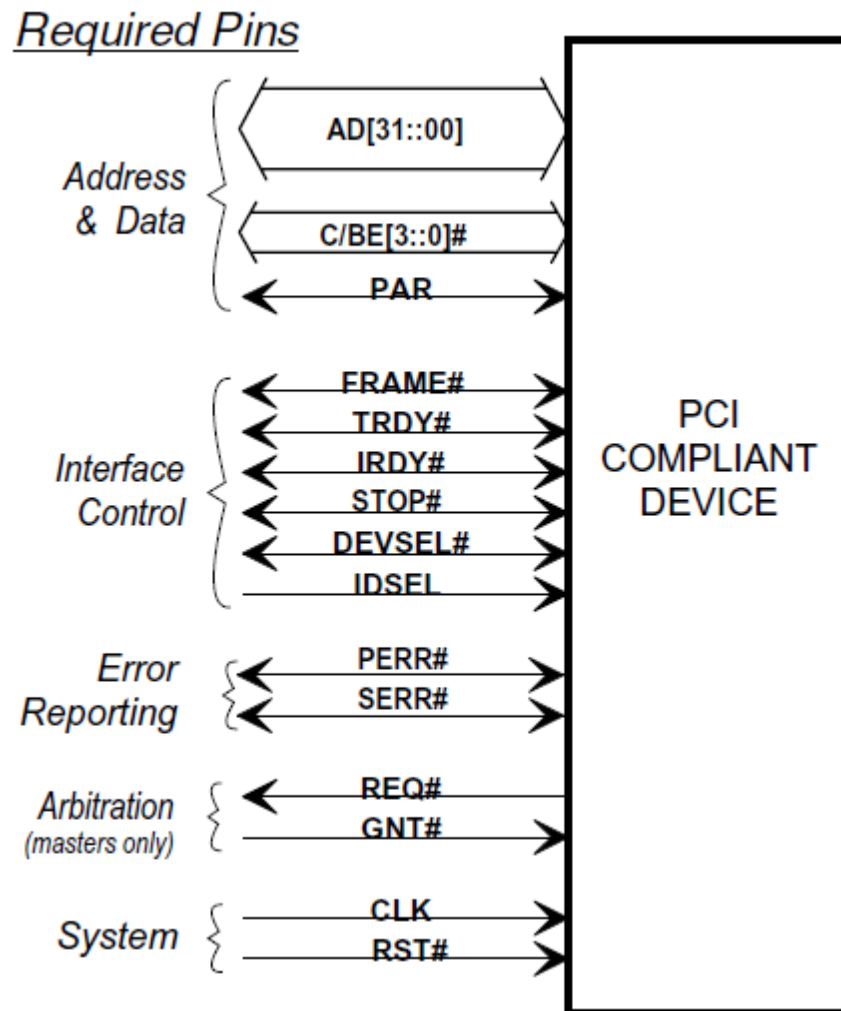 Required Pins
Address
& Data
AD[31::00]
C/BE[3::0]#
PAR
Interface
Control
FRAME#
TRDY#
IRDY#
STOP#
DEVSEL#
IDSEL
Error
Reporting
PERR#
SERR#
Arbitration
(masters only)
REQ#
GNT#
System
CLK
RST#
PCI
COMPLIANT
DEVICE